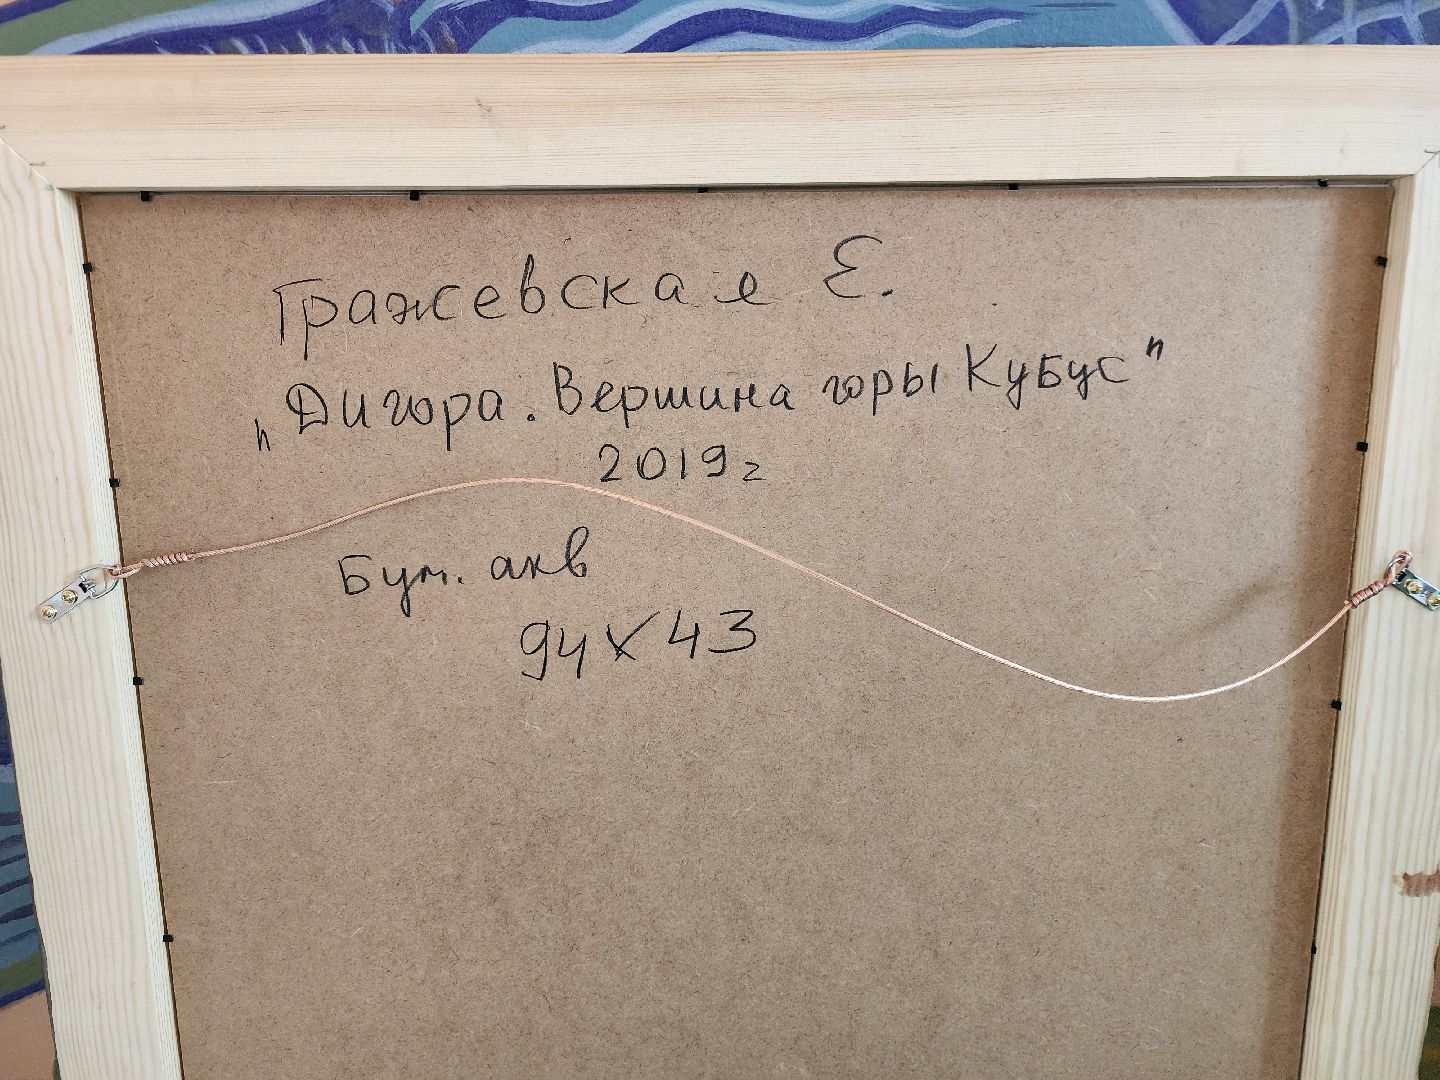 Гражевская Е.
„Дигора. Вершина горы Кубус"
2019г
Бум. акв
94х43